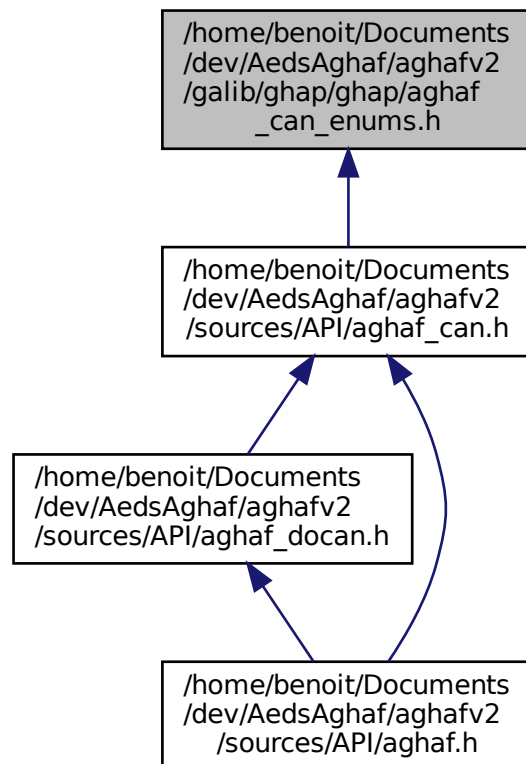 /home/benoit/Documents
/dev/AedsAghaf/aghafv2
/galib/ghap/ghap/aghaf
_can_enums.h
/home/benoit/Documents
/dev/AedsAghaf/aghafv2
/sources/API/aghaf_can.h
/home/benoit/Documents
/dev/AedsAghaf/aghafv2
/sources/API/aghaf_docan.h
/home/benoit/Documents
/dev/AedsAghaf/aghafv2
/sources/API/aghaf.h